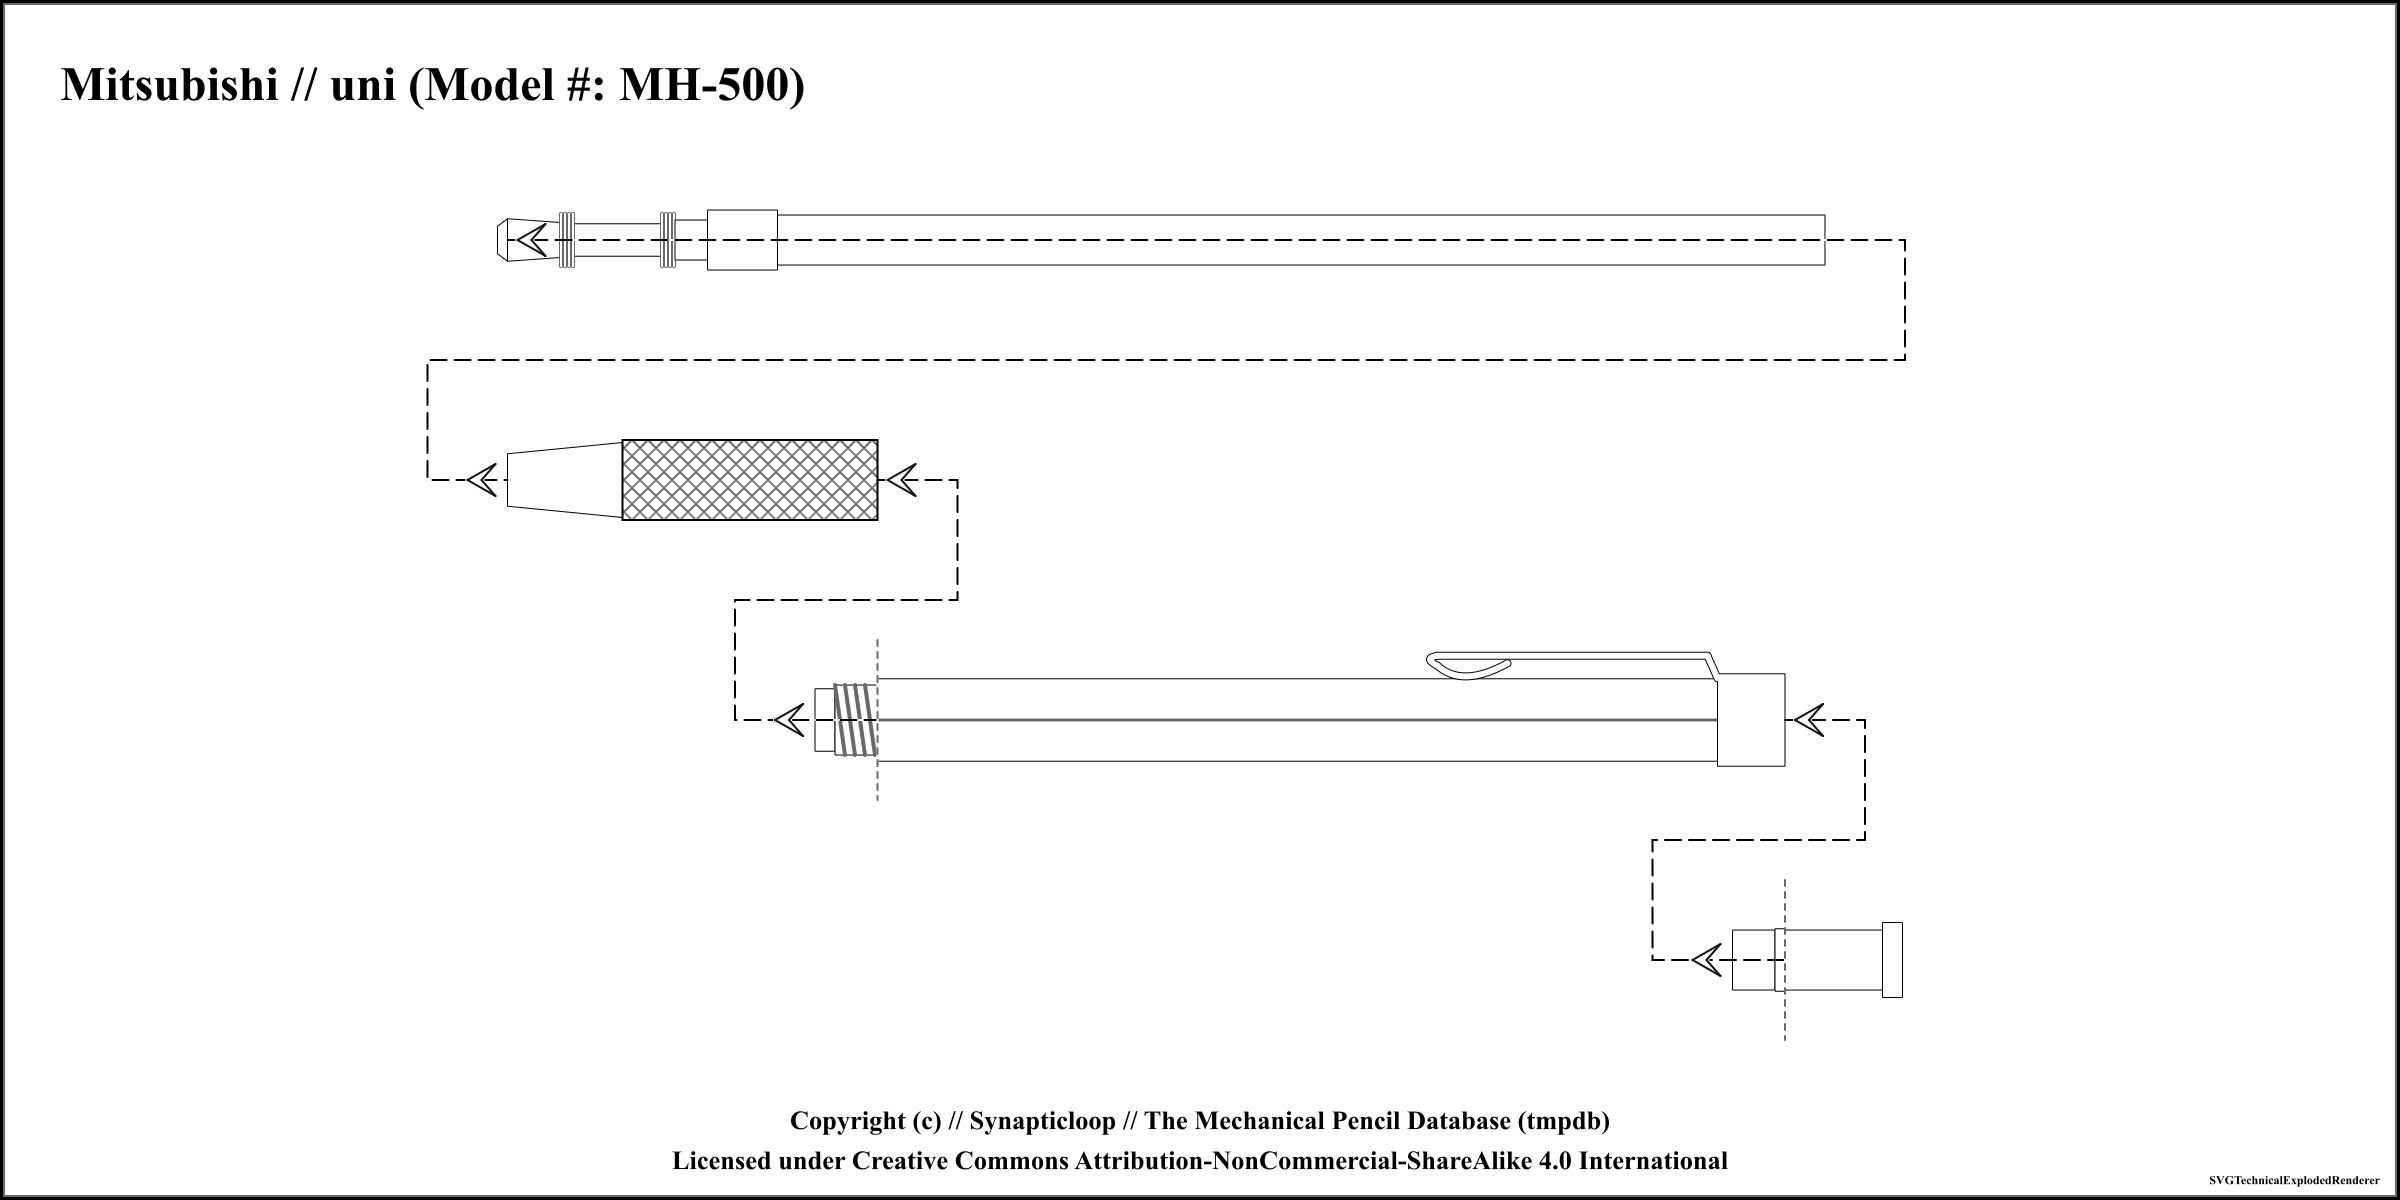 Mitsubishi // uni (Model #: MH-500)
Copyright (c) // Synapticloop // The Mechanical Pencil Database (tmpdb)
Licensed under Creative Commons Attribution-NonCommercial-ShareAlike 4.0 International
SVGTechnicalExplodedRenderer